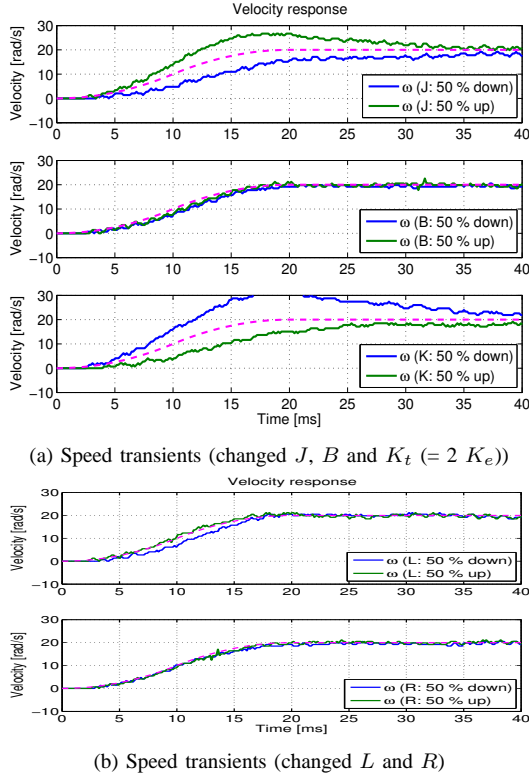 Velocity response
Velocity [rad/s]
30
20
10
0
−10
0 5 10 15 20 25 30 35 40
ω (J: 50 % down)
ω (J: 50 % up)
Velocity [rad/s]
30
20
10
0
−10
0 5 10 15 20 25 30 35 40
ω (B: 50 % down)
ω (B: 50 % up)
Velocity [rad/s]
30
20
10
0
−10
0 5 10 15 20 25 30 35 40
ω (K: 50 % down)
ω (K: 50 % up)
Time [ms]
(a) Speed transients (changed J, B and Kt (= 2 Ke))
Velocity response
Velocity [rad/s]
30
20
10
0
−10
0 5 10 15 20 25 30 35 40
ω (L: 50 % down)
ω (L: 50 % up)
Velocity [rad/s]
30
20
10
0
−10
0 5 10 15 20 25 30 35 40
ω (R: 50 % down)
ω (R: 50 % up)
Time [ms]
(b) Speed transients (changed L and R)